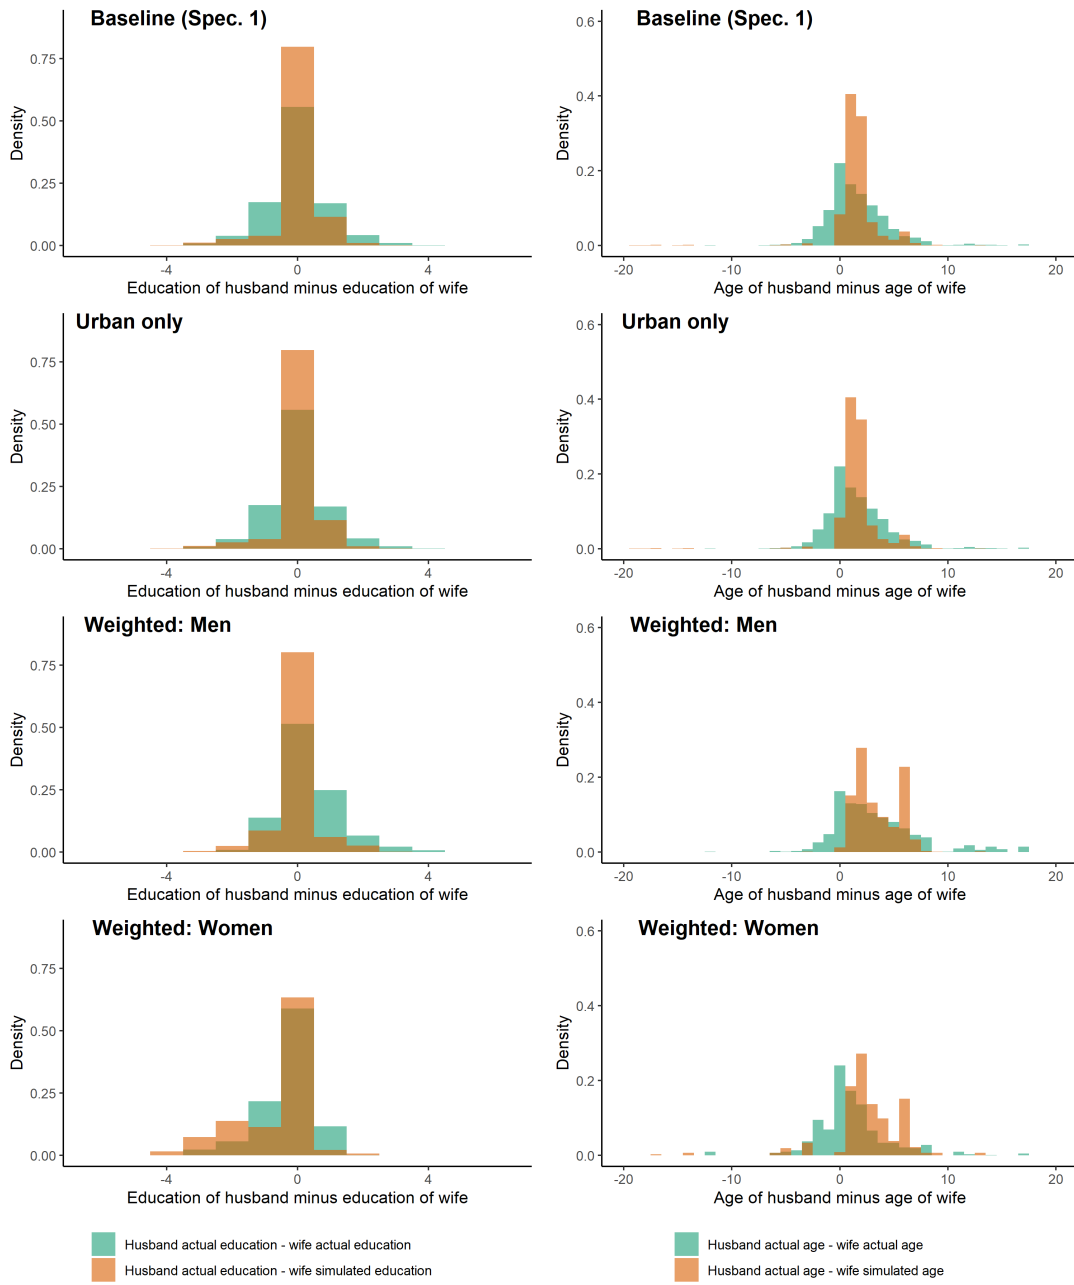 Baseline (Spec. 1)
Density
0.75
0.50
0.25
0.00
-4 0 4
Education of husband minus education of wife
Baseline (Spec. 1)
Density
0.6
0.4
0.2
0.0
-20 -10 0 10 20
Age of husband minus age of wife
Urban only
Density
0.75
0.50
0.25
0.00
-4 0 4
Education of husband minus education of wife
Urban only
Density
0.6
0.4
0.2
0.0
-20 -10 0 10 20
Age of husband minus age of wife
Weighted: Men
Density
0.75
0.50
0.25
0.00
-4 0 4
Education of husband minus education of wife
Weighted: Men
Density
0.6
0.4
0.2
0.0
-20 -10 0 10 20
Age of husband minus age of wife
Weighted: Women
Density
0.75
0.50
0.25
0.00
-4 0 4
Education of husband minus education of wife
Weighted: Women
Density
0.6
0.4
0.2
0.0
-20 -10 0 10 20
Age of husband minus age of wife
Husband actual education - wife actual education
Husband actual education - wife simulated education
Husband actual age - wife actual age
Husband actual age - wife simulated age